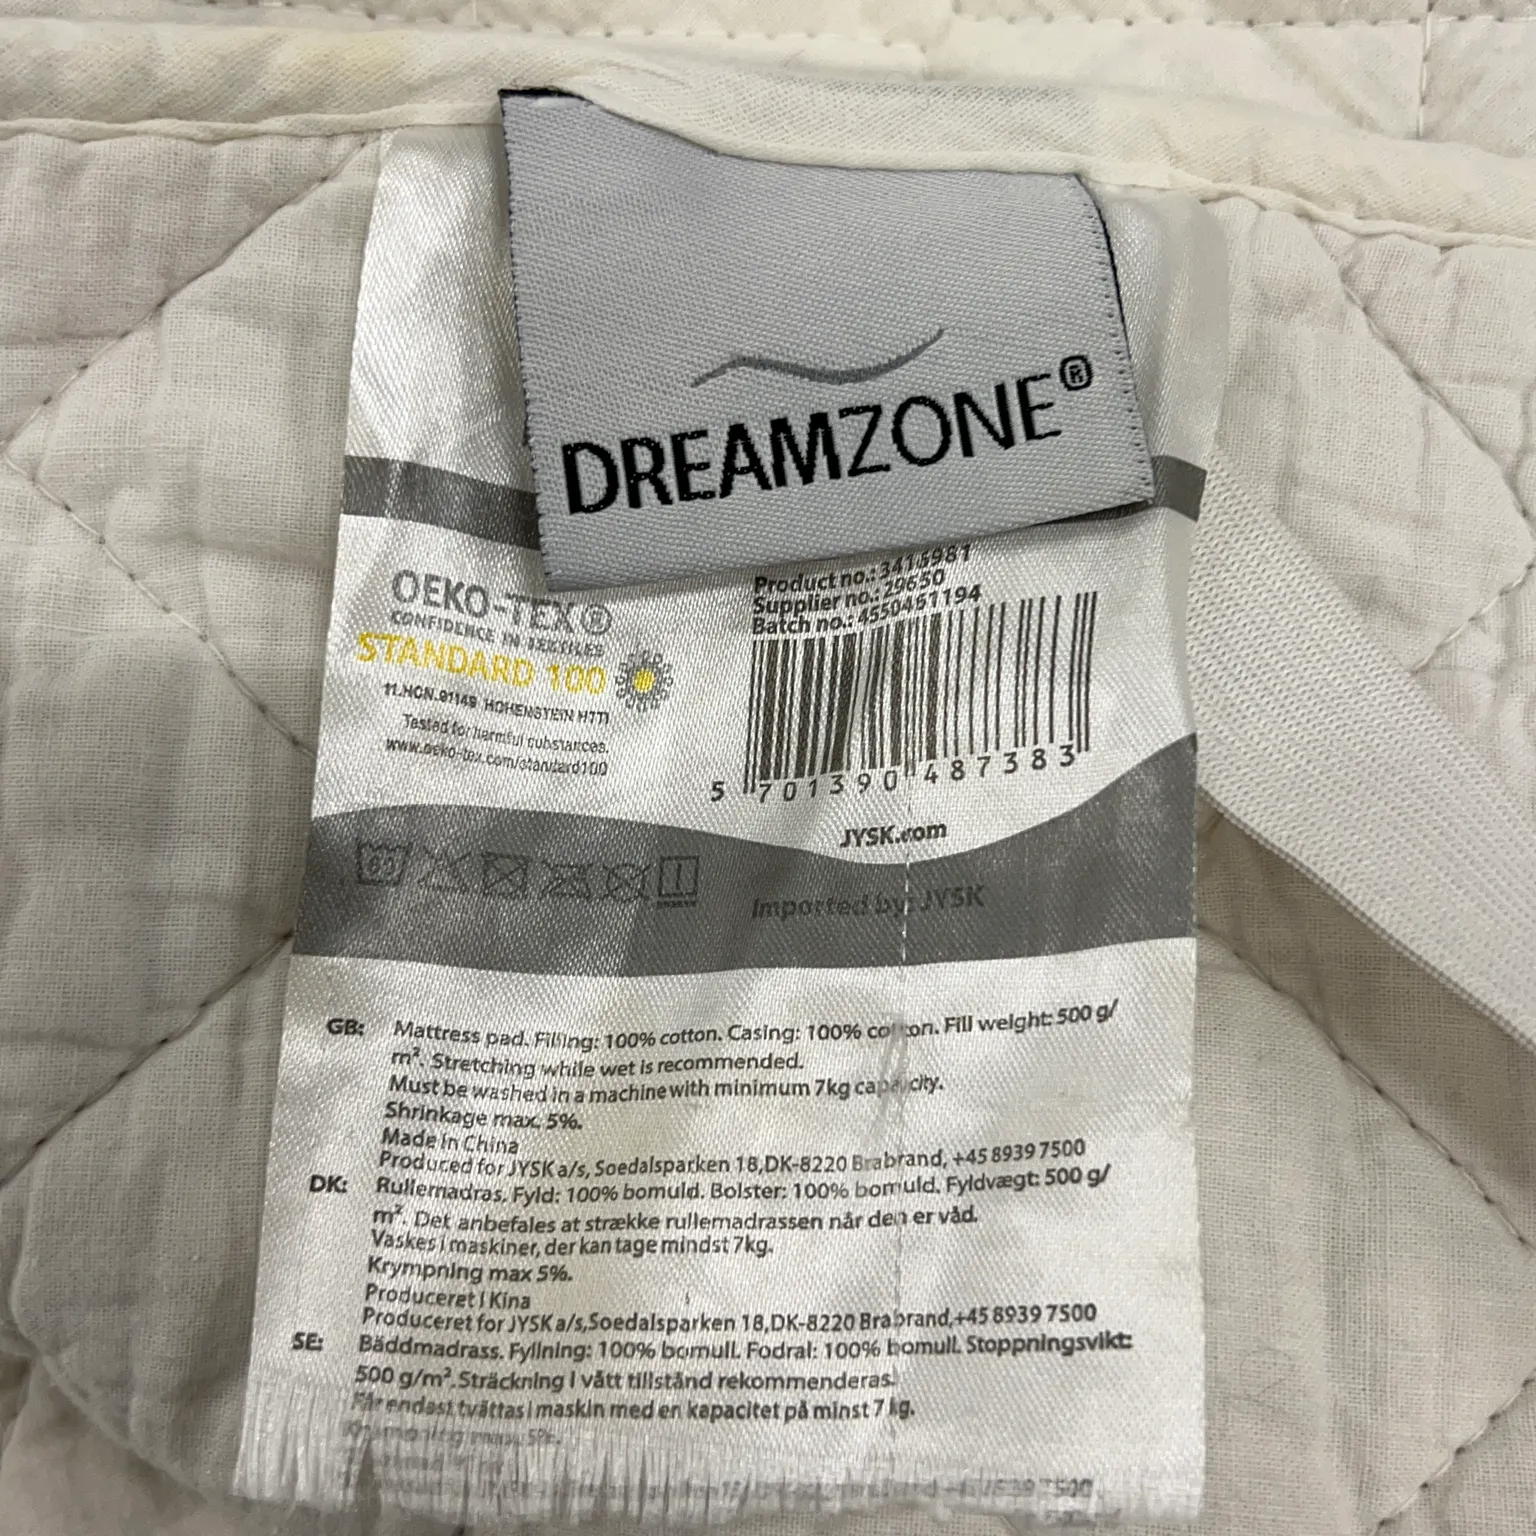 DREAMZONE®
OEKO-TEX®
CONFIDENCE IN TEXTILES
STANDARD 100
11.HCN.91149 HOHENSTEIN HTTI
Tested for harmful substances.
www.oeko-tex.com/standard100
Product no.: 3415981
Supplier no.: 29650
Batch no.: 4550451194
5 701390 487383
JYSK.com
60
Imported by: JYSK
GB: Mattress pad. Filling: 100% cotton. Casing: 100% cotton. Fill weight: 500 g/
m². Stretching while wet is recommended.
Must be washed in a machine with minimum 7kg capacity.
Shrinkage max. 5%.
Made in China
Produced for JYSK a/s, Soedalsparken 18,DK-8220 Brabrand, +45 8939 7500
DK: Rullemadras. Fyld: 100% bomuld. Bolster: 100% bomuld. Fyldvægt: 500 g/
m². Det anbefales at strække rullemadrassen når den er våd.
Vaskes i maskiner, der kan tage mindst 7kg.
Krympning max 5%.
Produceret i Kina
Produceret for JYSK a/s,Soedalsparken 18,DK-8220 Brabrand,+45 8939 7500
SE: Bäddmadrass. Fyllning: 100% bomull. Fodral: 100% bomull. Stoppningsvikt:
500 g/m². Sträckning i vått tillstånd rekommenderas.
Får endast tvättas i maskin med en kapacitet på minst 7 kg.
Krympning max. 5%.
7500